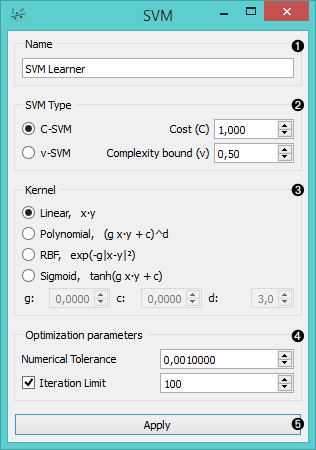 SVM
Name ❶
SVM Learner
SVM Type ❷
C-SVM Cost (C) 1,000
ν-SVM Complexity bound (ν) 0,50
Kernel ❸
Linear, x·y
Polynomial, (g x·y + c)^d
RBF, exp(-g|x-y|²)
Sigmoid, tanh(g x·y + c)
g: 0,0000 c: 0,0000 d: 3,0
Optimization parameters ❹
Numerical Tolerance 0,0010000
Iteration Limit 100
Apply ❺